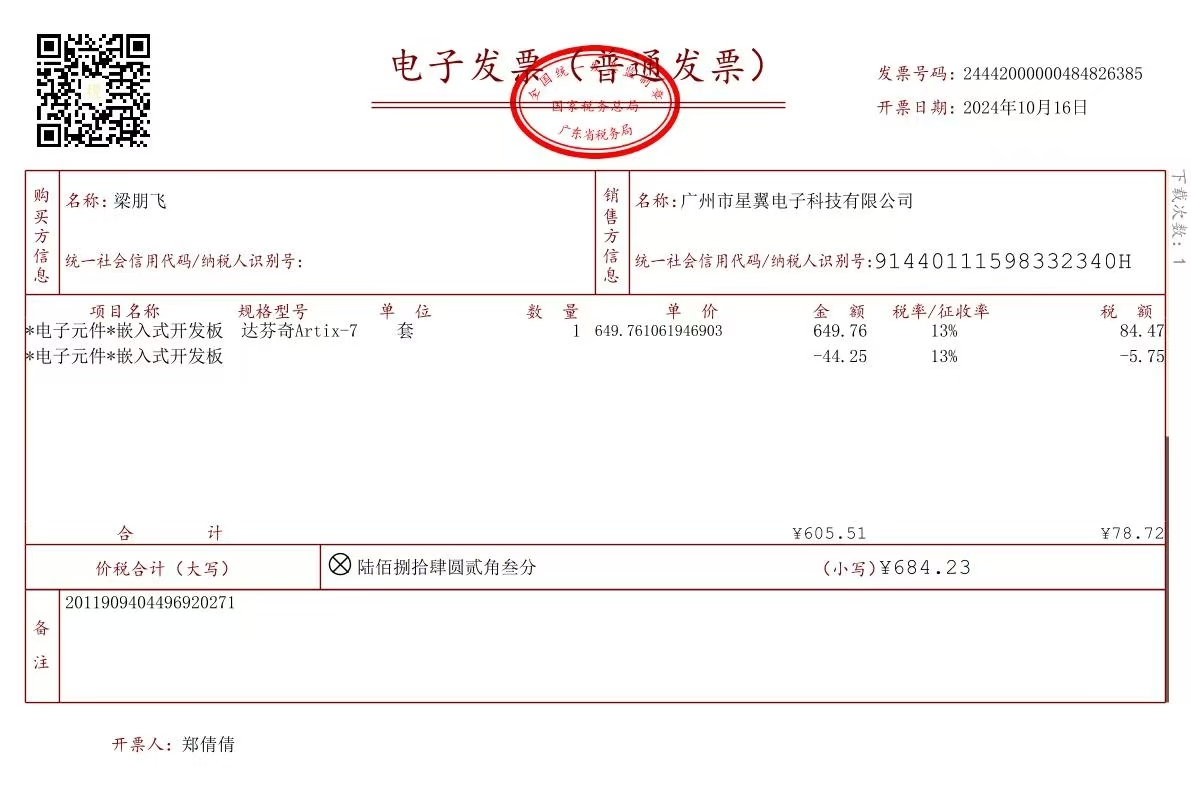 电子发票（普通发票）
全国统一发票监制章
国家税务总局
广东省税务局
发票号码：24442000000484826385
开票日期：2024年10月16日
购买方信息
名称：梁朋飞
统一社会信用代码/纳税人识别号：
销售方信息
名称：广州市星翼电子科技有限公司
统一社会信用代码/纳税人识别号：91440111598332340H
下载次数：1
项目名称 规格型号 单 位 数 量 单 价 金 额 税率/征收率 税 额
*电子元件*嵌入式开发板 达芬奇Artix-7 套 1 649.761061946903 649.76 13% 84.47
*电子元件*嵌入式开发板 -44.25 13% -5.75
合 计 ¥605.51 ¥78.72
价税合计（大写） ⊗陆佰捌拾肆圆贰角叁分 （小写）¥684.23
备注
2011909404496920271
开票人：郑倩倩